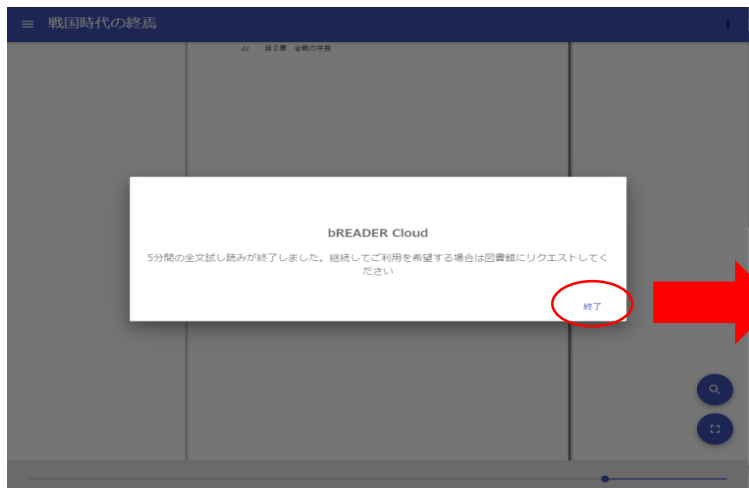 戦国時代の終焉
41 第2章 合戦の序曲
bREADER Cloud
5分間の全文試し読みが終了しました。継続してご利用を希望する場合は図書館にリクエストしてく
ださい
終了